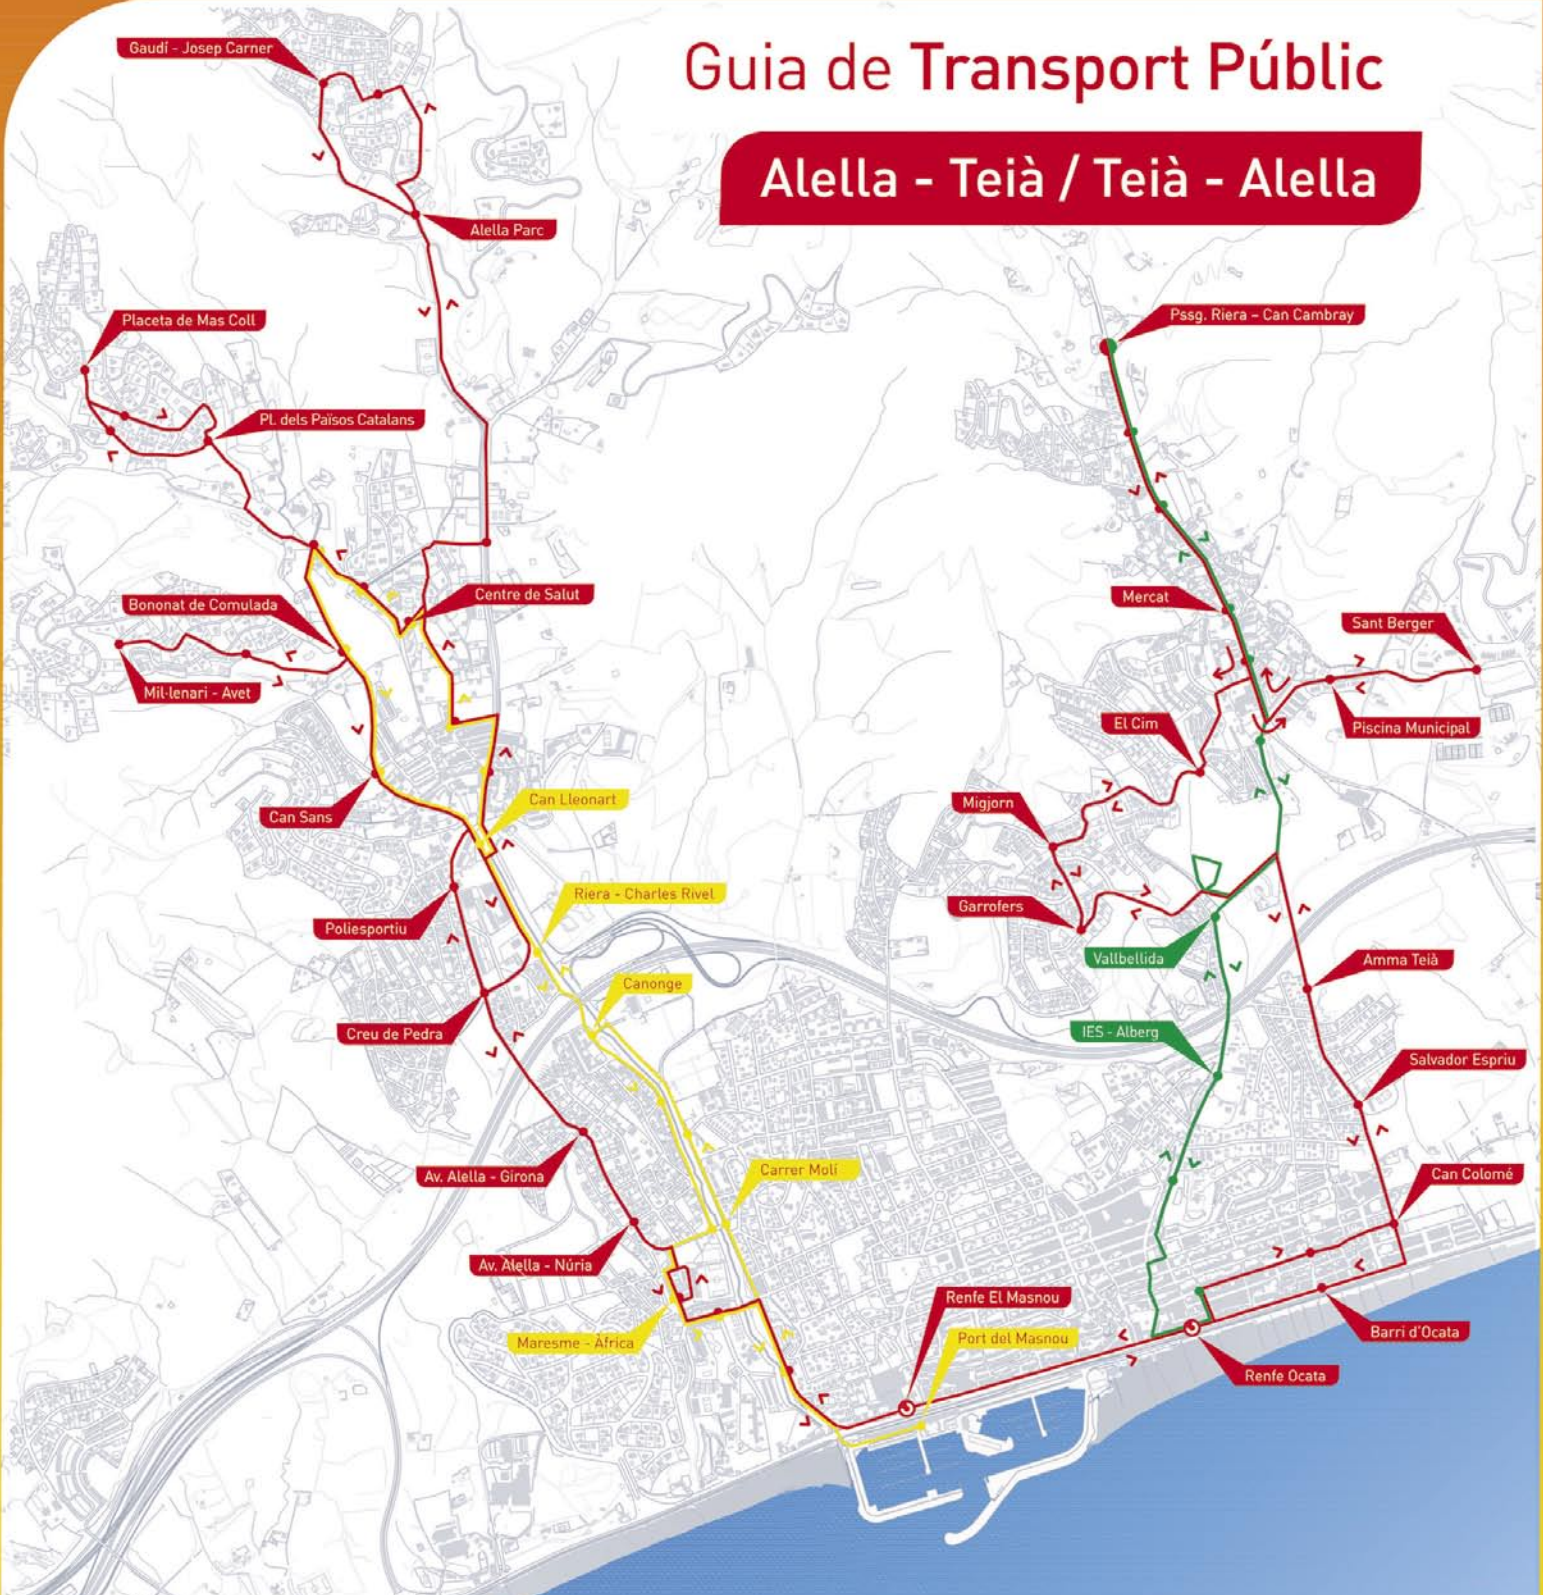 Guia de Transport Públic
Alella - Teià / Teià - Alella
Gaudí - Josep Carner
Alella Parc
Placeta de Mas Coll
Pl. dels Països Catalans
Pssg. Riera - Can Cambray
Bononat de Comulada
Centre de Salut
Mercat
Sant Berger
Mil·lenari - Avet
El Cim
Piscina Municipal
Can Sans
Can Lleonart
Migjorn
Riera - Charles Rivel
Garrofers
Poliesportiu
Vallbellida
Amma Teià
Canonge
Creu de Pedra
IES - Alberg
Salvador Espriu
Av. Alella - Girona
Carrer Molí
Can Colomé
Av. Alella - Núria
Renfe El Masnou
Maresme - Àfrica
Port del Masnou
Barri d'Ocata
Renfe Ocata